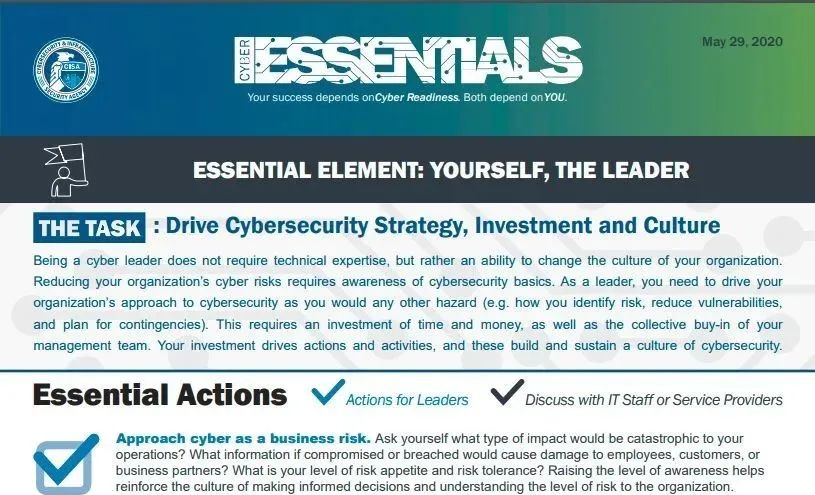 May 29, 2020
CYBERSECURITY & INFRASTRUCTURE
CISA
SECURITY AGENCY
CYBER
ESSENTIALS
Your success depends onCyber Readiness. Both depend onYOU.
ESSENTIAL ELEMENT: YOURSELF, THE LEADER
THE TASK : Drive Cybersecurity Strategy, Investment and Culture
Being a cyber leader does not require technical expertise, but rather an ability to change the culture of your organization.
Reducing your organization's cyber risks requires awareness of cybersecurity basics. As a leader, you need to drive your
organization's approach to cybersecurity as you would any other hazard (e.g. how you identify risk, reduce vulnerabilities,
and plan for contingencies). This requires an investment of time and money, as well as the collective buy-in of your
management team. Your investment drives actions and activities, and these build and sustain a culture of cybersecurity.
Essential Actions Actions for Leaders Discuss with IT Staff or Service Providers
Approach cyber as a business risk. Ask yourself what type of impact would be catastrophic to your
operations? What information if compromised or breached would cause damage to employees, customers, or
business partners? What is your level of risk appetite and risk tolerance? Raising the level of awareness helps
reinforce the culture of making informed decisions and understanding the level of risk to the organization.